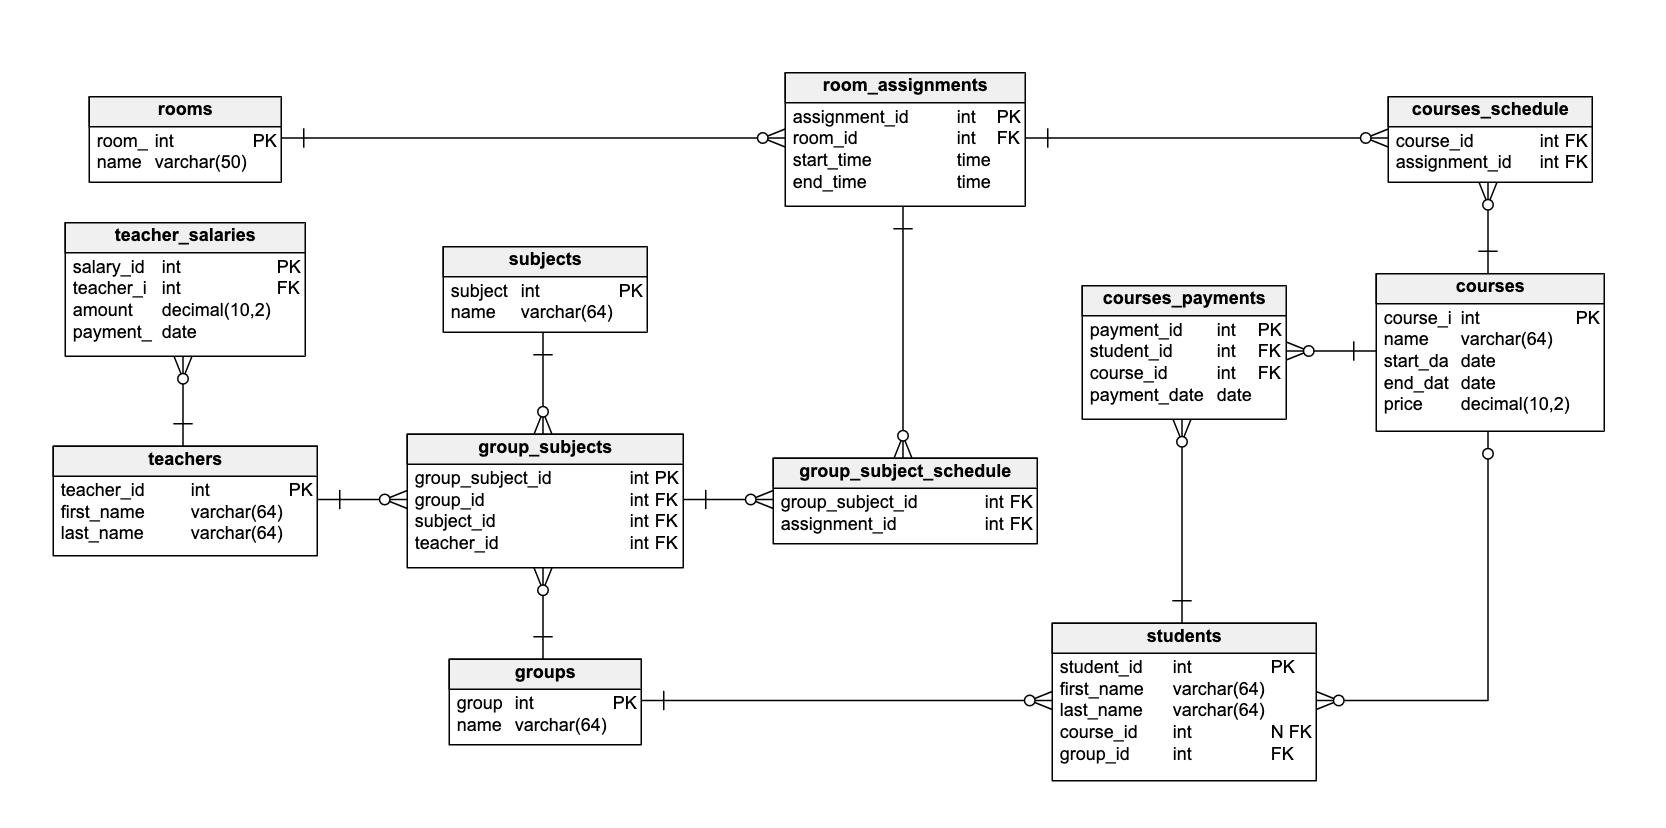 rooms
room_ int PK
name varchar(50)
room_assignments
assignment_id int PK
room_id int FK
start_time time
end_time time
courses_schedule
course_id int FK
assignment_id int FK
teacher_salaries
salary_id int PK
teacher_i int FK
amount decimal(10,2)
payment_ date
subjects
subject int PK
name varchar(64)
courses_payments
payment_id int PK
student_id int FK
course_id int FK
payment_date date
courses
course_i int PK
name varchar(64)
start_da date
end_dat date
price decimal(10,2)
teachers
teacher_id int PK
first_name varchar(64)
last_name varchar(64)
group_subjects
group_subject_id int PK
group_id int FK
subject_id int FK
teacher_id int FK
group_subject_schedule
group_subject_id int FK
assignment_id int FK
groups
group int PK
name varchar(64)
students
student_id int PK
first_name varchar(64)
last_name varchar(64)
course_id int N FK
group_id int FK